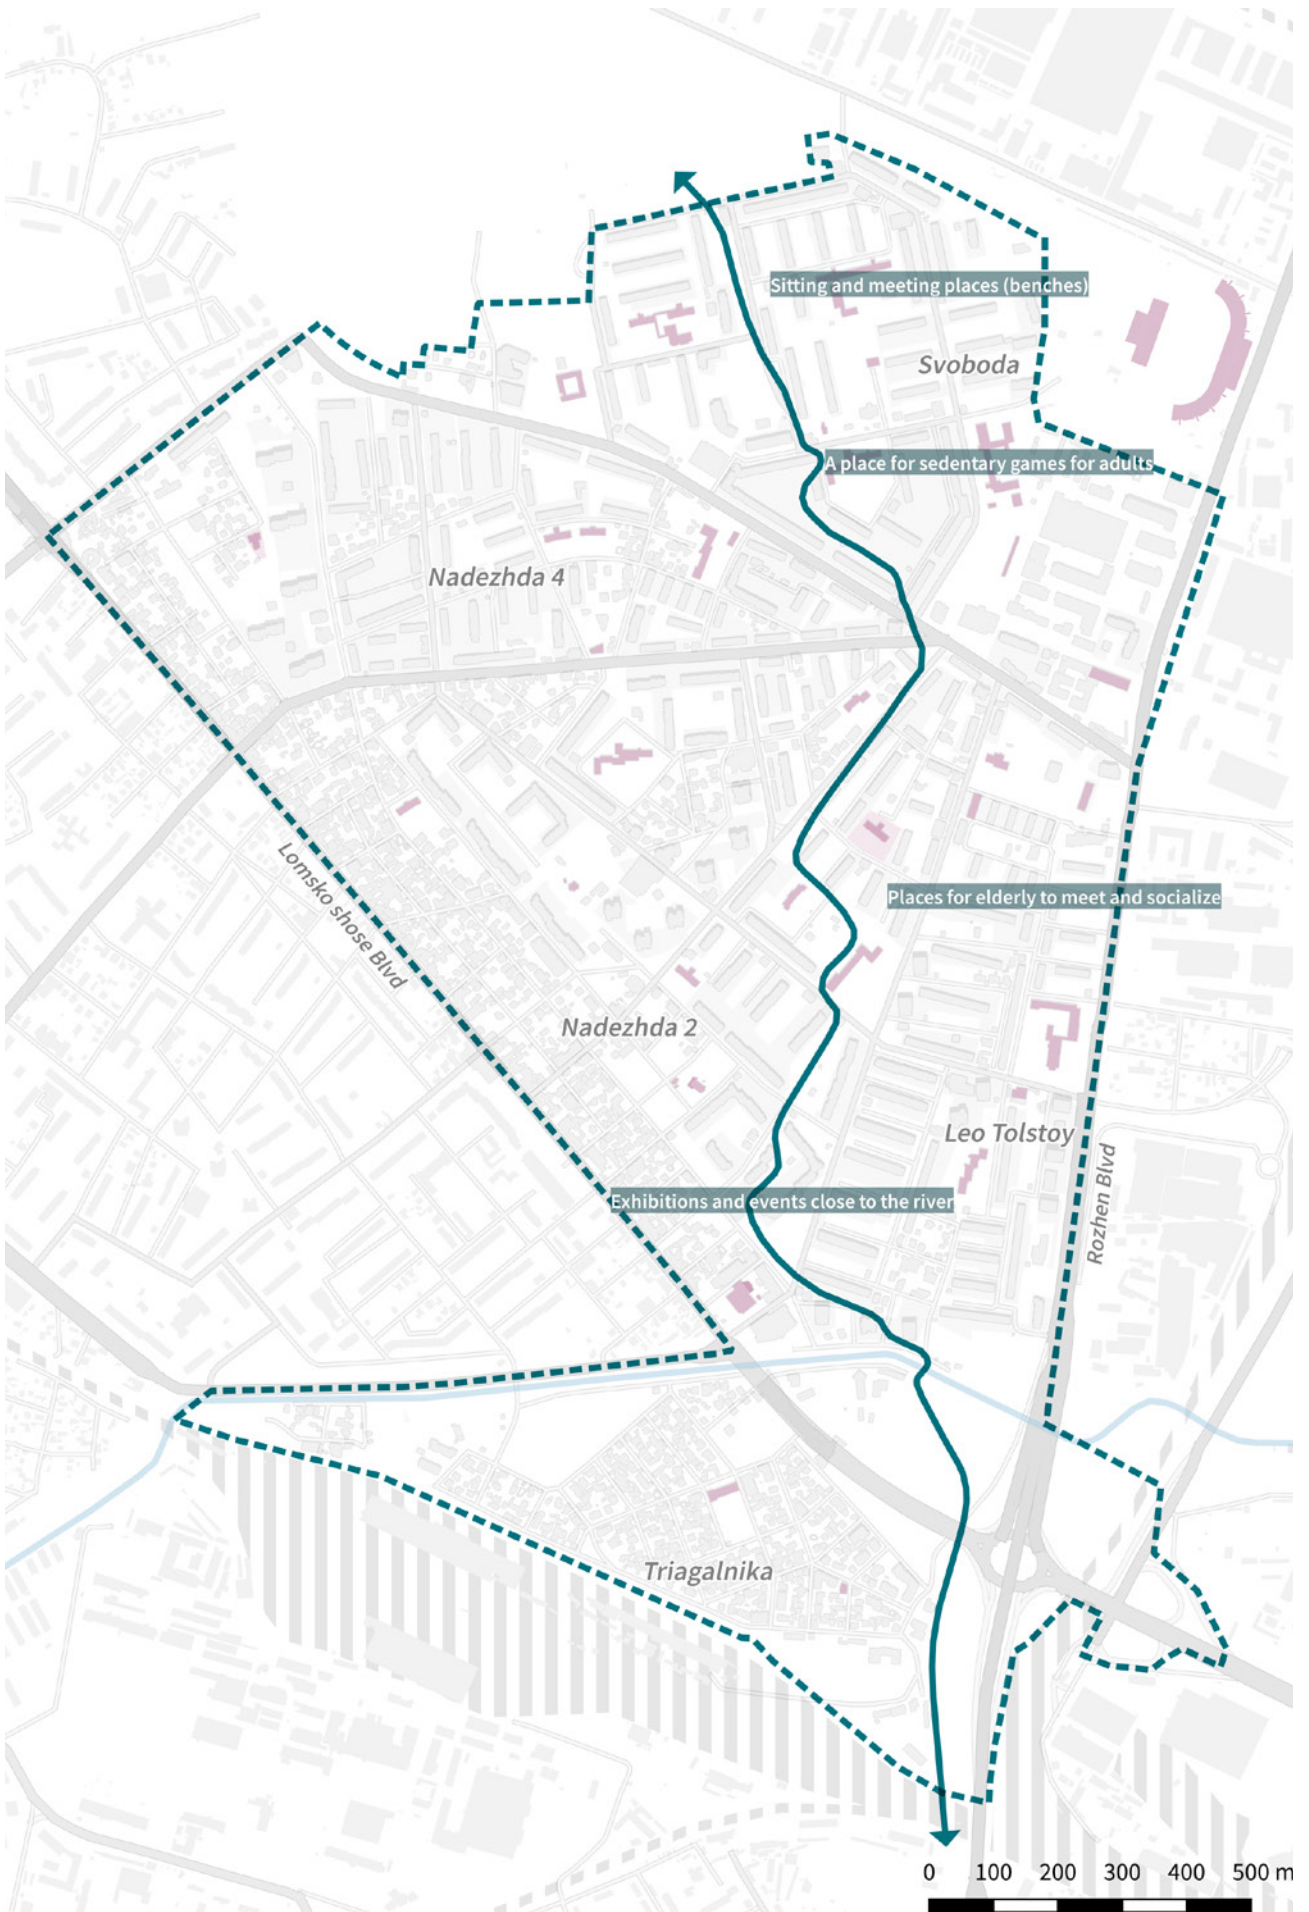 Sitting and meeting places (benches)
Svoboda
A place for sedentary games for adults
Nadezhda 4
Lomsko shose Blvd
Places for elderly to meet and socialize
Nadezhda 2
Leo Tolstoy
Rozhen Blvd
Exhibitions and events close to the river
Triagalnika
0 100 200 300 400 500 m